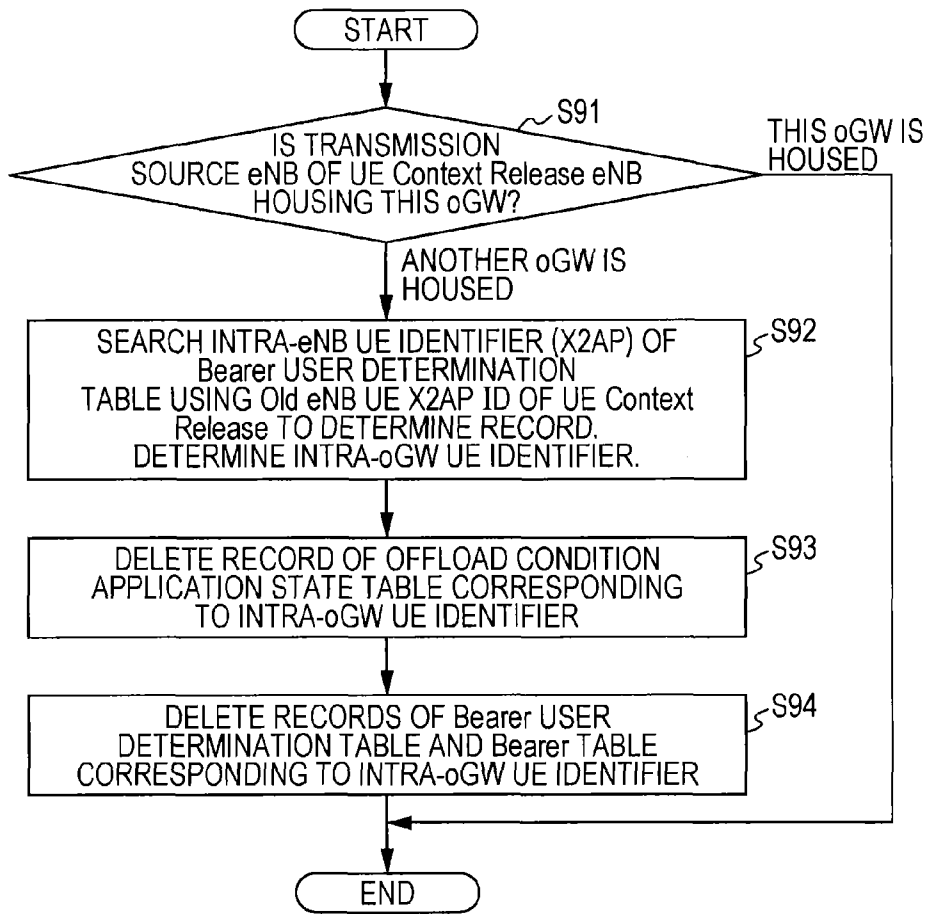 START
S91
IS TRANSMISSION
SOURCE eNB OF UE Context Release eNB
HOUSING THIS oGW?
THIS oGW IS
HOUSED
ANOTHER oGW IS
HOUSED
S92
SEARCH INTRA-eNB UE IDENTIFIER (X2AP) OF
Bearer USER DETERMINATION
TABLE USING Old eNB UE X2AP ID OF UE Context
Release TO DETERMINE RECORD.
DETERMINE INTRA-oGW UE IDENTIFIER.
S93
DELETE RECORD OF OFFLOAD CONDITION
APPLICATION STATE TABLE CORRESPONDING
TO INTRA-oGW UE IDENTIFIER
S94
DELETE RECORDS OF Bearer USER
DETERMINATION TABLE AND Bearer TABLE
CORRESPONDING TO INTRA-oGW UE IDENTIFIER
END